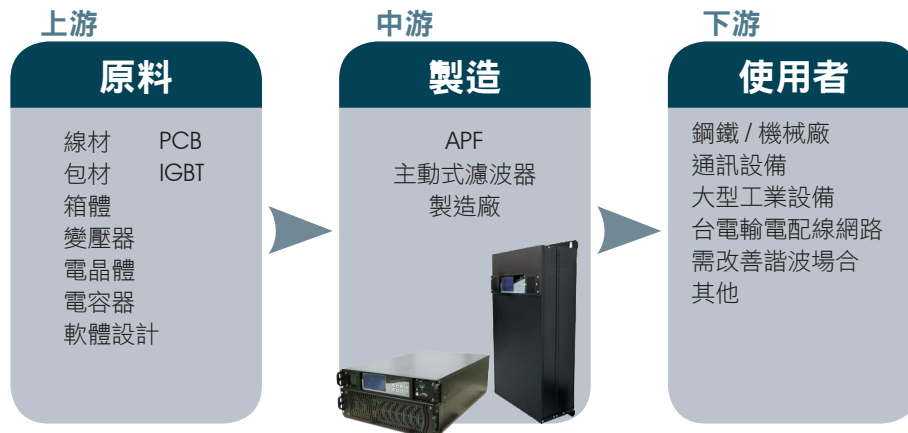 上游
原料
線材 PCB
包材 IGBT
箱體
變壓器
電晶體
電容器
軟體設計
中游
製造
APF
主動式濾波器
製造廠
下游
使用者
鋼鐵 / 機械廠
通訊設備
大型工業設備
台電輸電配線網路
需改善諧波場合
其他